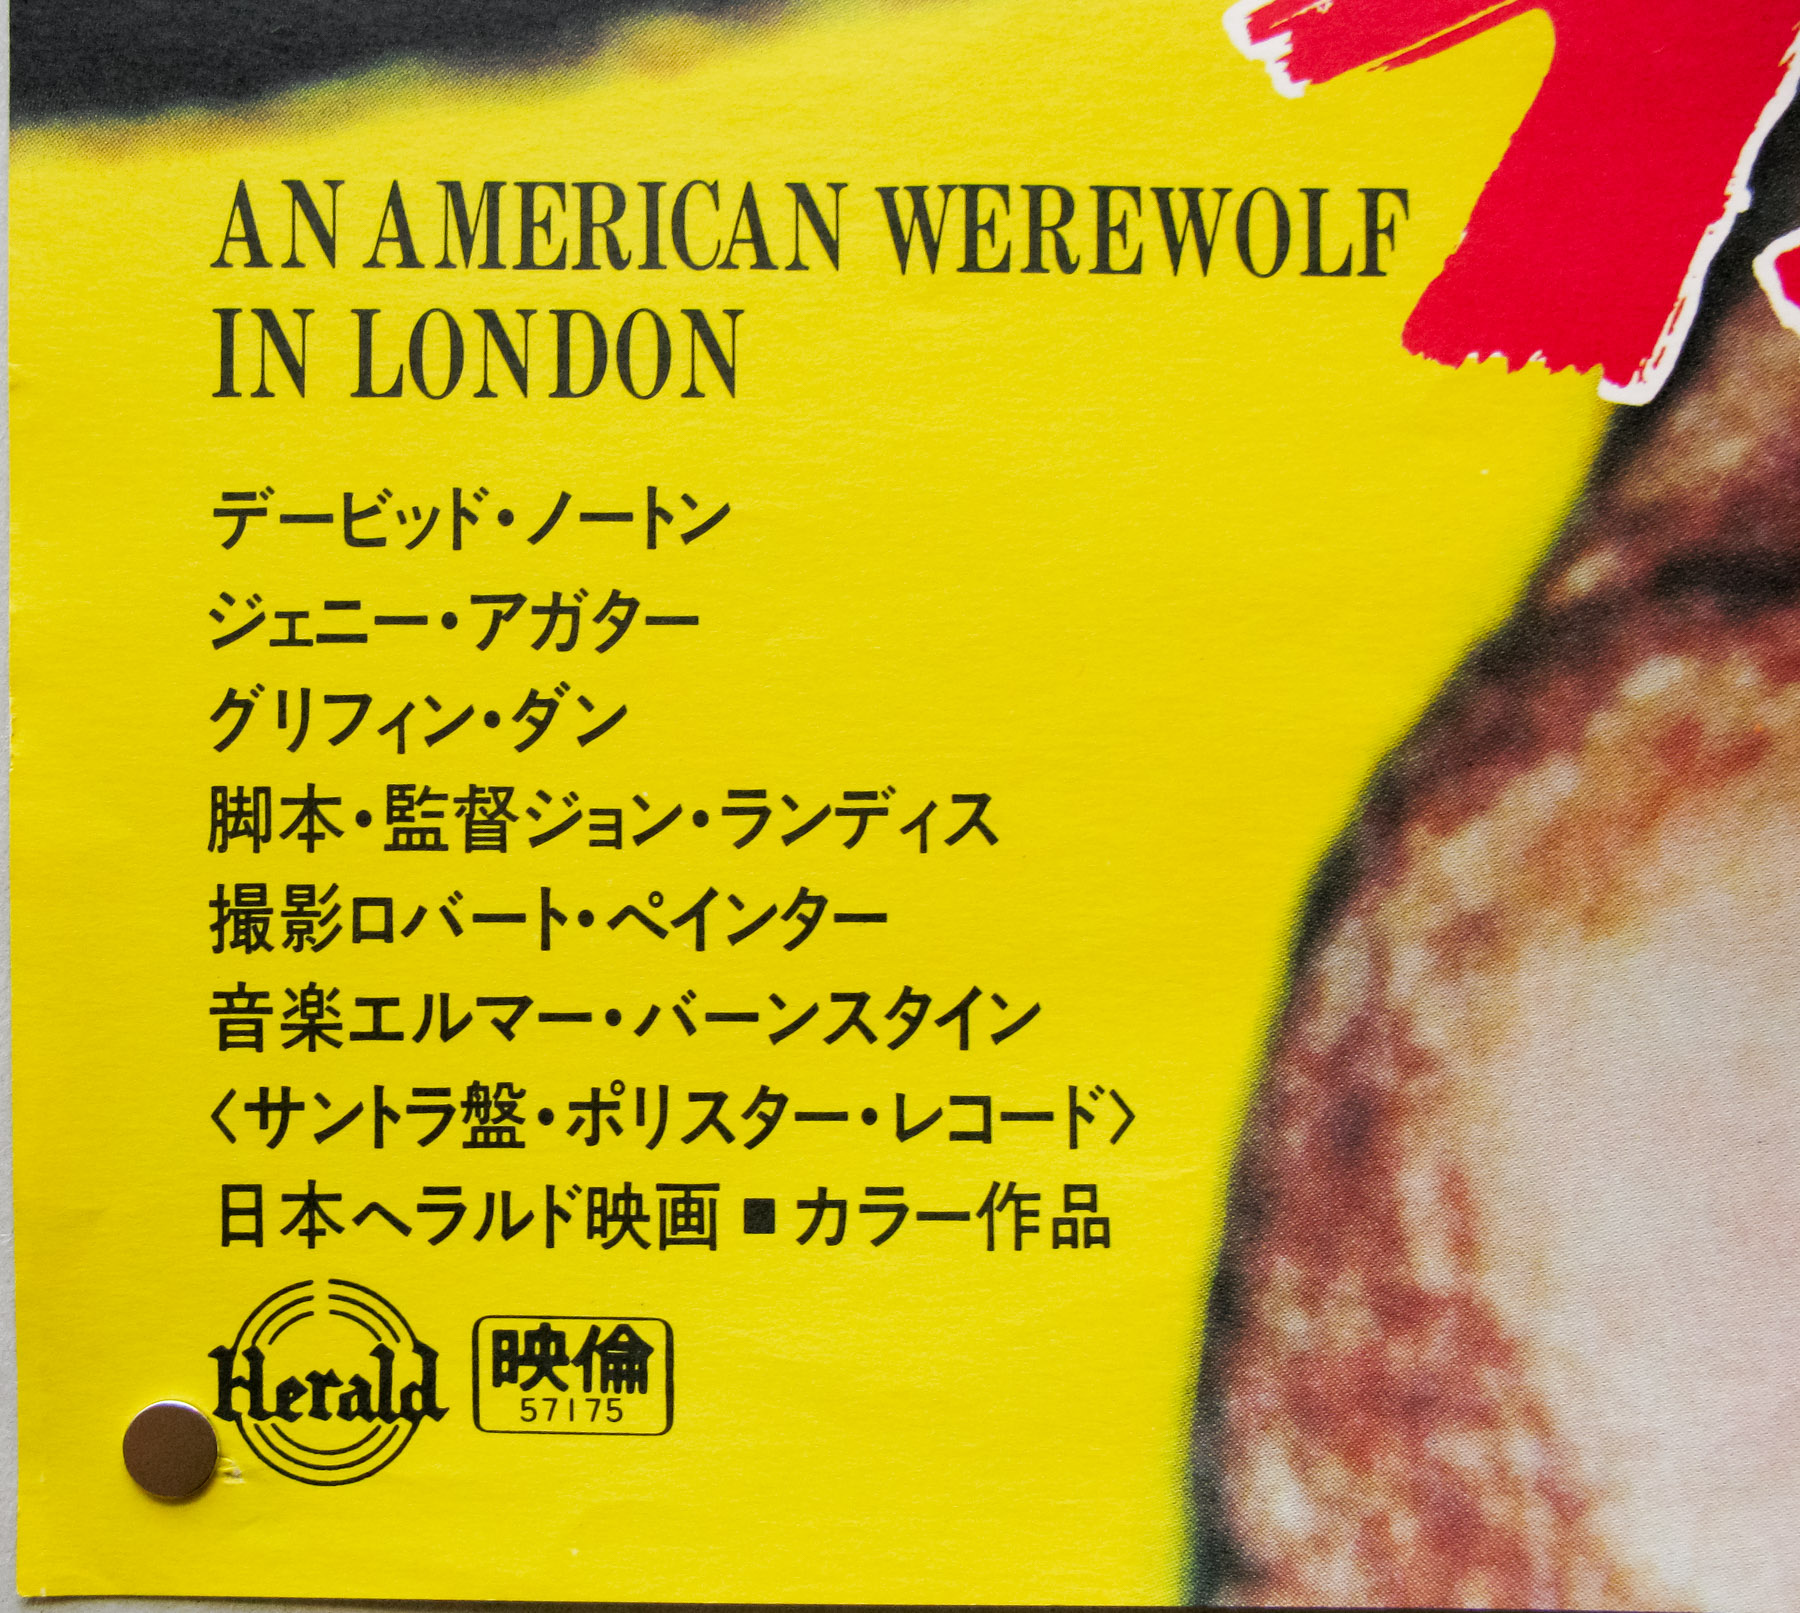 AN AMERICAN WEREWOLF
IN LONDON
デービッド・ノートン
ジェニー・アガター
グリフィン・ダン
脚本・監督ジョン・ランディス
撮影ロバート・ペインター
音楽エルマー・バーンスタイン
〈サントラ盤・ポリスター・レコード〉
日本ヘラルド映画■カラー作品
Herald
映倫
57175